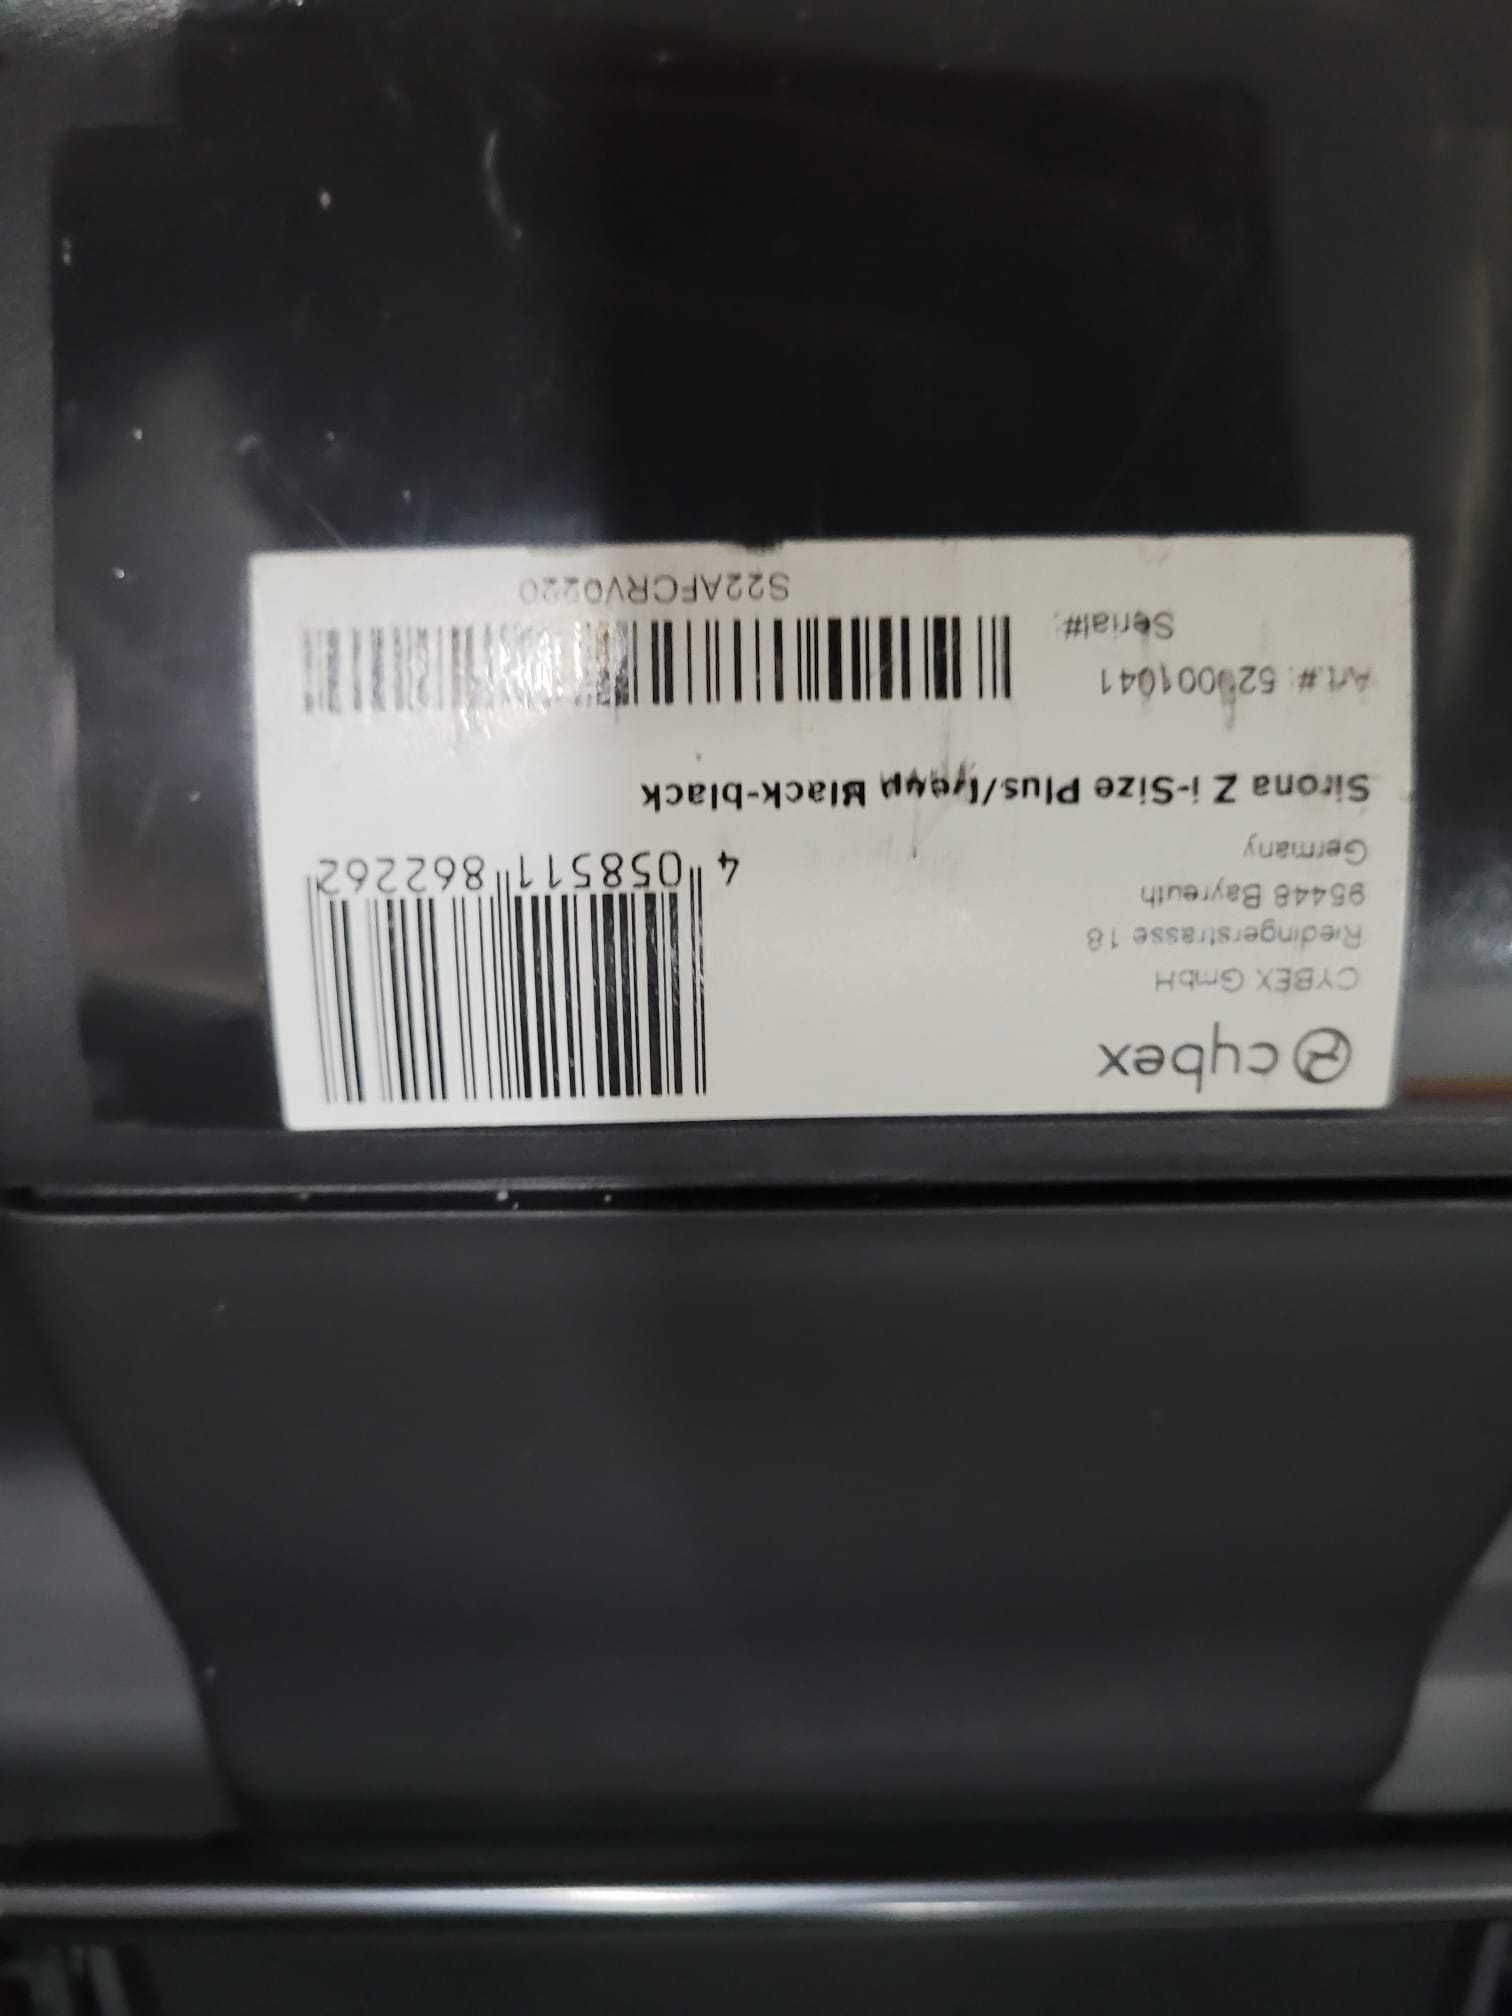 cybex
CYBEX GmbH
Riedingerstrasse 18
95448 Bayreuth
Germany
4 058511 862262
Sirona Z i-Size Plus/Deep Black-black
Art.#:
Serial#:
S22AFCRV0220